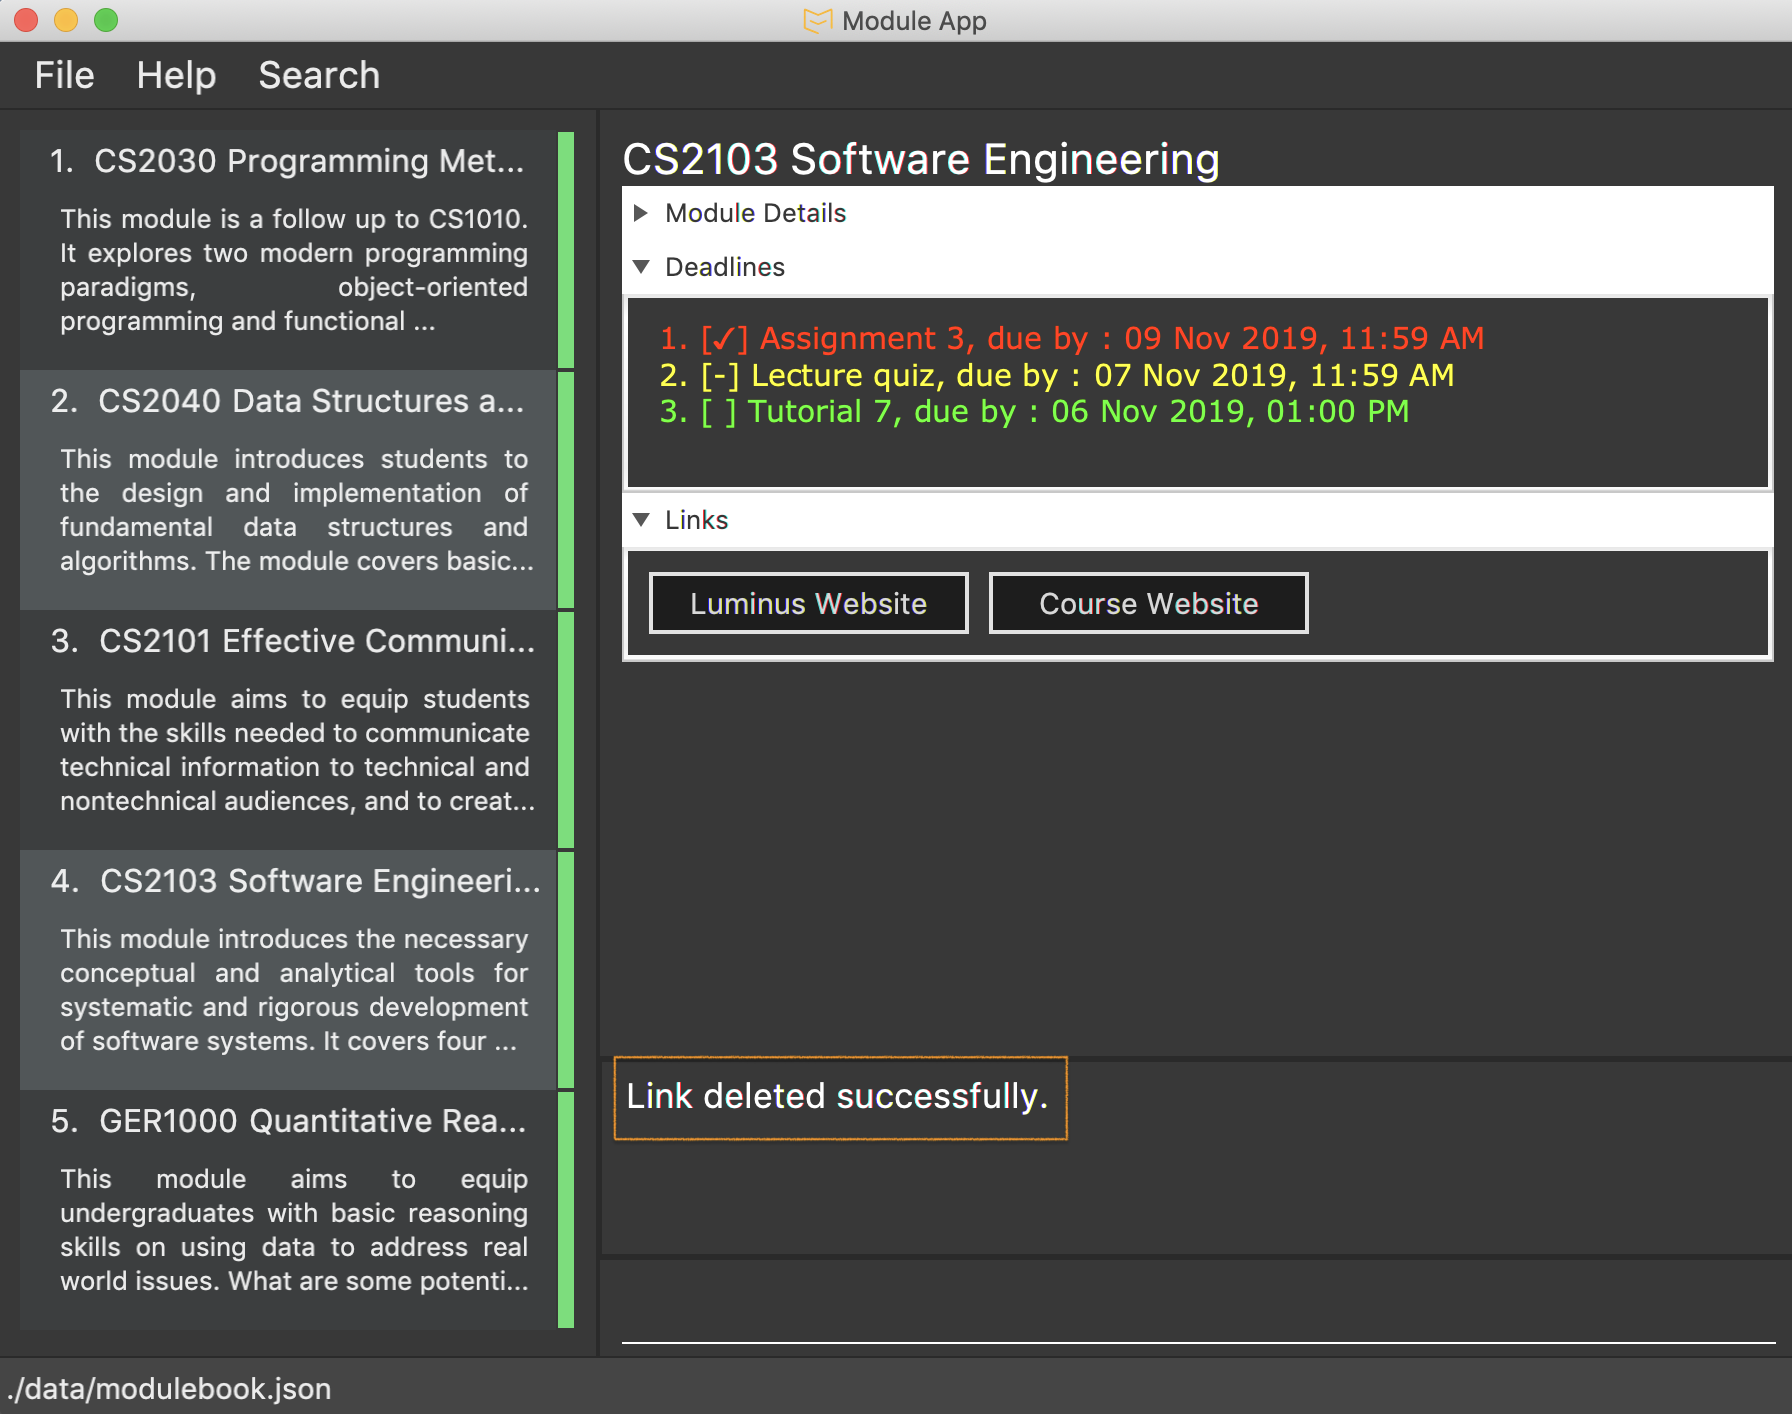 Module App
File Help Search
1. CS2030 Programming Met...
This module is a follow up to CS1010.
It explores two modern programming
paradigms, object-oriented
programming and functional ...
2. CS2040 Data Structures a...
This module introduces students to
the design and implementation of
fundamental data structures and
algorithms. The module covers basic...
3. CS2101 Effective Communi...
This module aims to equip students
with the skills needed to communicate
technical information to technical and
nontechnical audiences, and to creat...
4. CS2103 Software Engineeri...
This module introduces the necessary
conceptual and analytical tools for
systematic and rigorous development
of software systems. It covers four ...
5. GER1000 Quantitative Rea...
This module aims to equip
undergraduates with basic reasoning
skills on using data to address real
world issues. What are some potenti...
CS2103 Software Engineering
Module Details
Deadlines
1. [✓] Assignment 3, due by : 09 Nov 2019, 11:59 AM
2. [-] Lecture quiz, due by : 07 Nov 2019, 11:59 AM
3. [ ] Tutorial 7, due by : 06 Nov 2019, 01:00 PM
Links
Luminus Website
Course Website
Link deleted successfully.
./data/modulebook.json